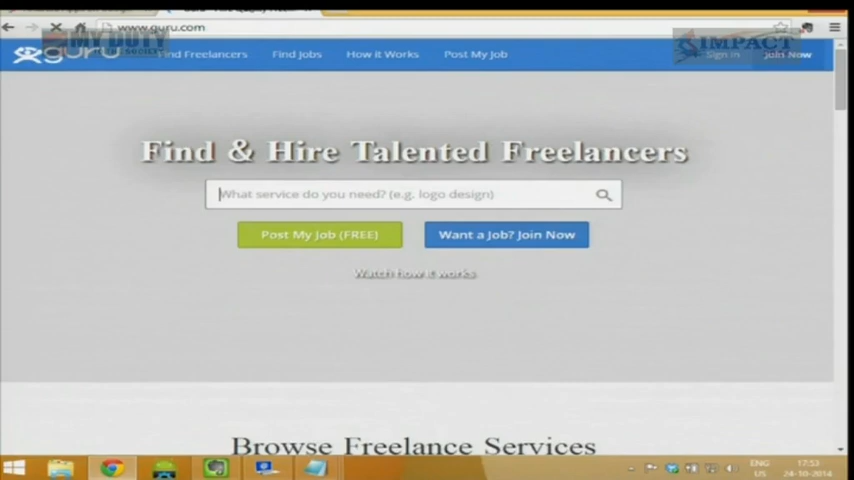 www.guru.com
MY DUTY
IMPACT
guru
Find Freelancers
Find Jobs
How it Works
Post My Job
Sign In
Join Now
Find & Hire Talented Freelancers
What service do you need? (e.g. logo design)
Post My Job (FREE)
Want a Job? Join Now
Watch how it works
Browse Freelance Services
ENG
US
17:53
24-10-2014